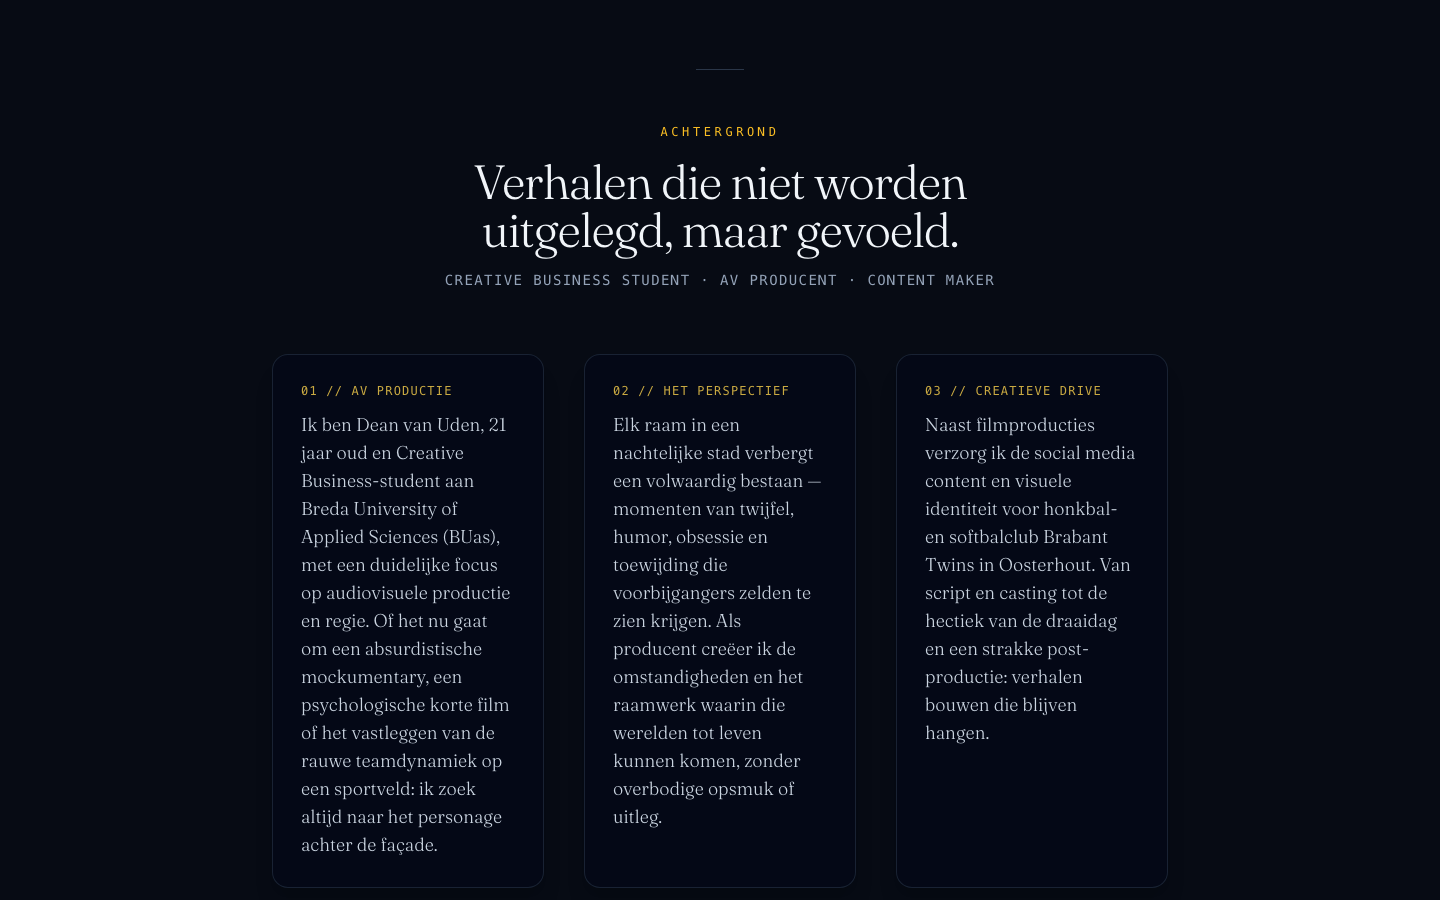 ACHTERGROND
Verhalen die niet worden
uitgelegd, maar gevoeld.
CREATIVE BUSINESS STUDENT · AV PRODUCENT · CONTENT MAKER
01 // AV PRODUCTIE
Ik ben Dean van Uden, 21
jaar oud en Creative
Business-student aan
Breda University of
Applied Sciences (BUas),
met een duidelijke focus
op audiovisuele productie
en regie. Of het nu gaat
om een absurdistische
mockumentary, een
psychologische korte film
of het vastleggen van de
rauwe teamdynamiek op
een sportveld: ik zoek
altijd naar het personage
achter de façade.
02 // HET PERSPECTIEF
Elk raam in een
nachtelijke stad verbergt
een volwaardig bestaan —
momenten van twijfel,
humor, obsessie en
toewijding die
voorbijgangers zelden te
zien krijgen. Als
producent creëer ik de
omstandigheden en het
raamwerk waarin die
werelden tot leven
kunnen komen, zonder
overbodige opsmuk of
uitleg.
03 // CREATIEVE DRIVE
Naast filmproducties
verzorg ik de social media
content en visuele
identiteit voor honkbal-
en softbalclub Brabant
Twins in Oosterhout. Van
script en casting tot de
hectiek van de draaidag
en een strakke post-
productie: verhalen
bouwen die blijven
hangen.